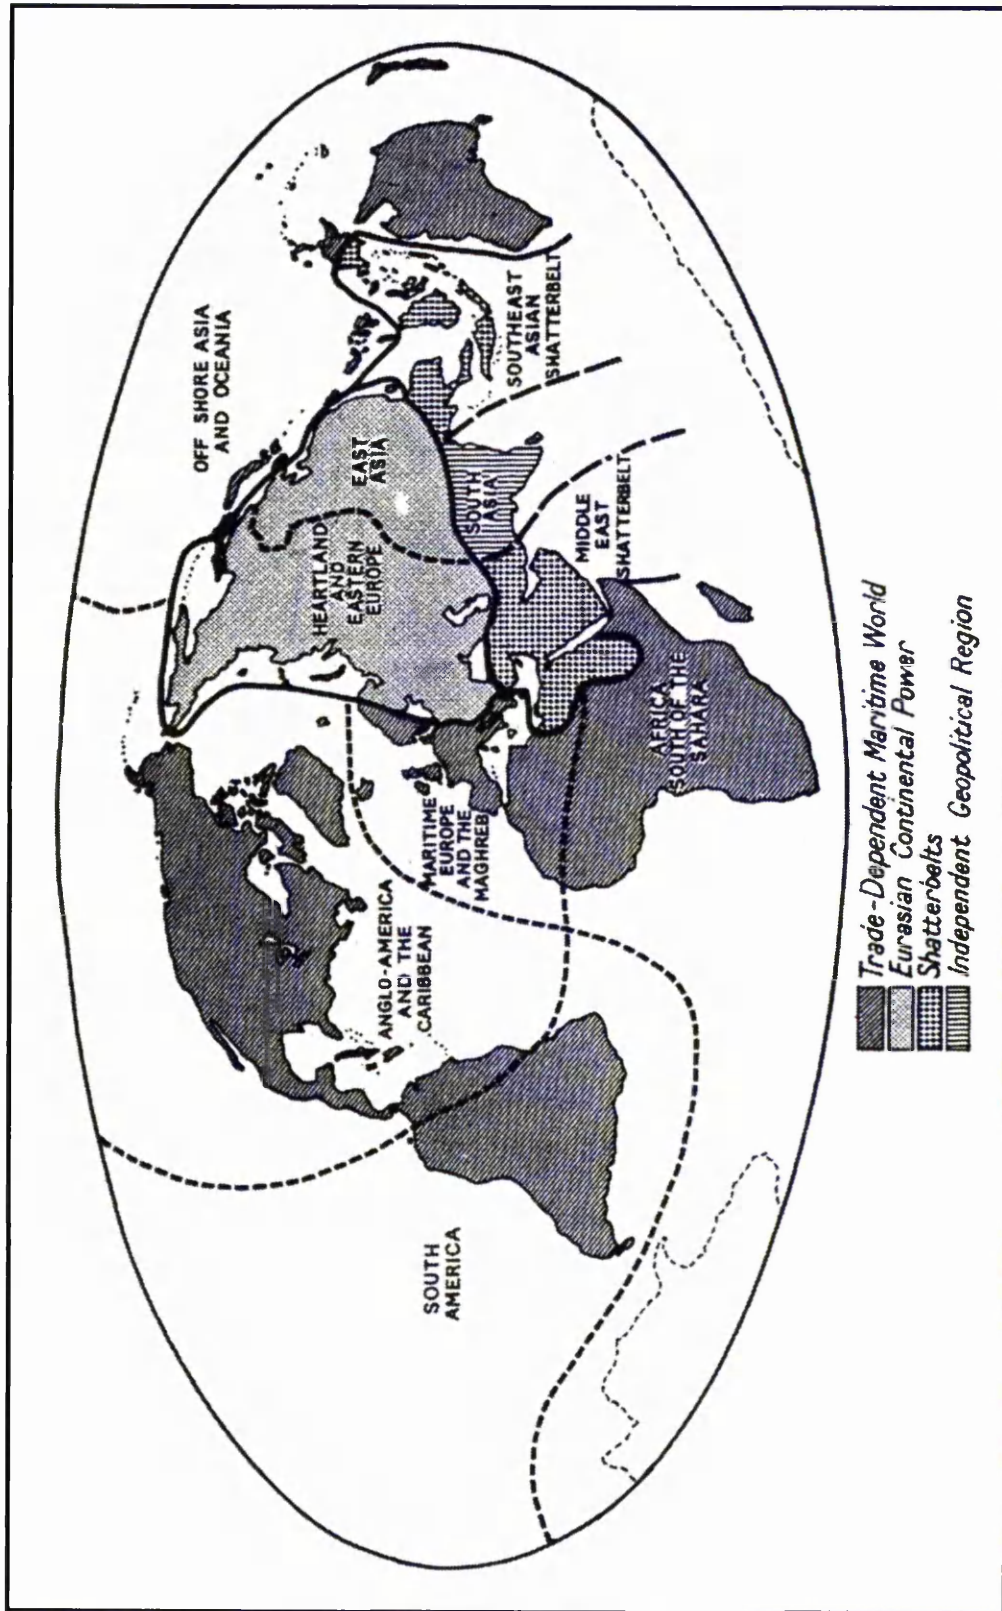 OFF SHORE ASIA
AND OCEANIA
HEARTLAND
AND
EASTERN
EUROPE
EAST
ASIA
SOUTH
ASIA
SOUTHEAST
ASIAN
SHATTERBELT
MIDDLE
EAST
SHATTERBELT
MARITIME
EUROPE
AND THE
MAGHREB
AFRICA
SOUTH OF THE
SAHARA
ANGLO-AMERICA
AND THE
CARIBBEAN
SOUTH
AMERICA
Trade-Dependent Maritime World
Eurasian Continental Power
Shatterbelts
Independent Geopolitical Region